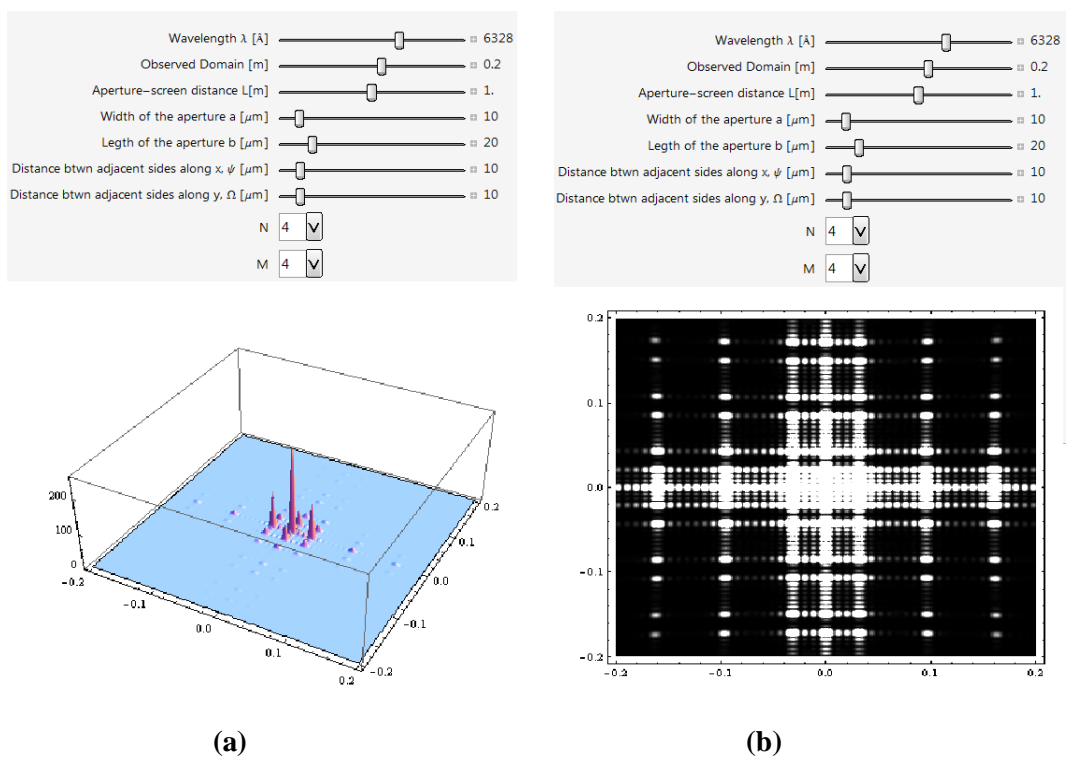 Wavelength λ [Å] 6328
Observed Domain [m] 0.2
Aperture−screen distance L[m] 1.
Width of the aperture a [μm] 10
Legth of the aperture b [μm] 20
Distance btwn adjacent sides along x, ψ [μm] 10
Distance btwn adjacent sides along y, Ω [μm] 10
N 4
M 4
200
100
0
-0.2
-0.1
0.0
0.1
0.2
-0.2
-0.1
0.0
0.1
0.2
(a)
Wavelength λ [Å] 6328
Observed Domain [m] 0.2
Aperture−screen distance L[m] 1.
Width of the aperture a [μm] 10
Legth of the aperture b [μm] 20
Distance btwn adjacent sides along x, ψ [μm] 10
Distance btwn adjacent sides along y, Ω [μm] 10
N 4
M 4
0.2
0.1
0.0
-0.1
-0.2
-0.2 -0.1 0.0 0.1 0.2
(b)